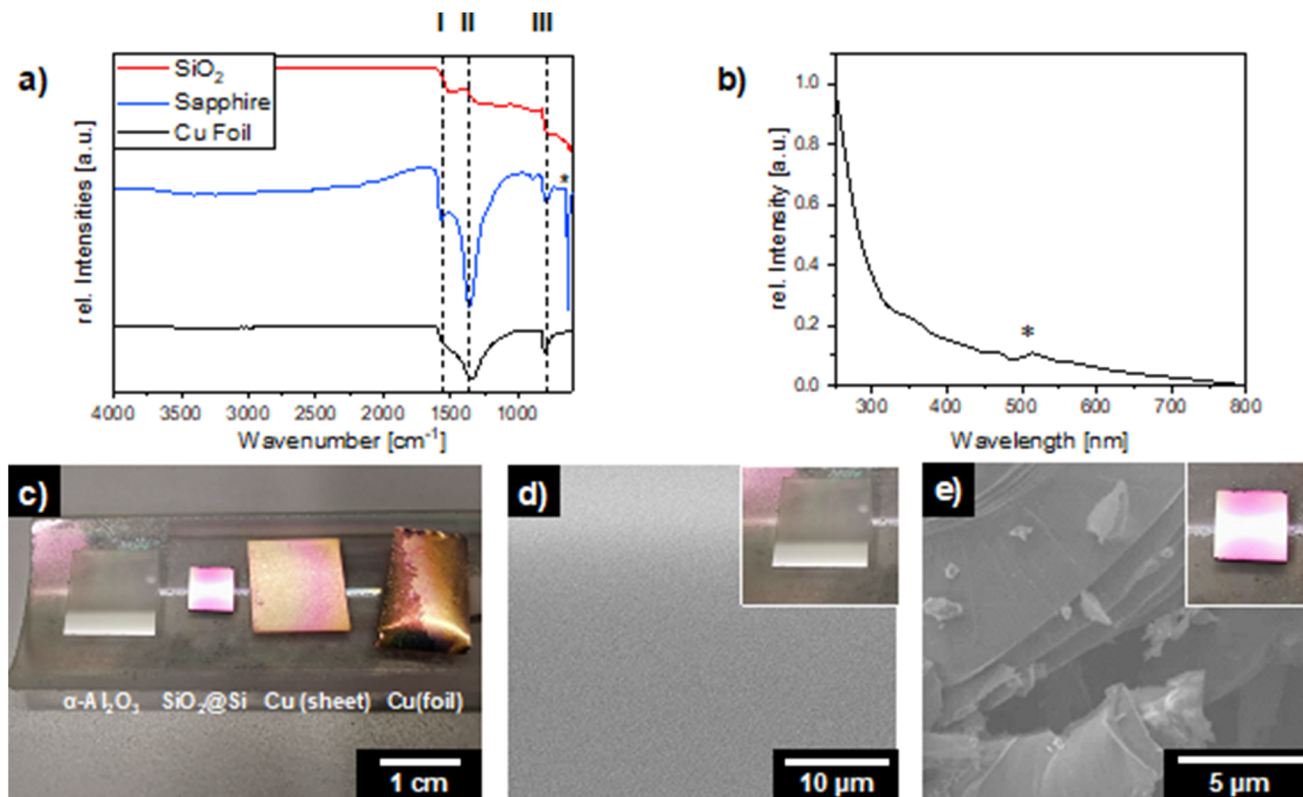 I II III
a)
SiO₂
Sapphire
Cu Foil
*
rel. Intensities [a.u.]
4000 3500 3000 2500 2000 1500 1000
Wavenumber [cm⁻¹]
b)
1.0
0.8
0.6
0.4
0.2
0.0
*
rel. Intensity [a.u.]
300 400 500 600 700 800
Wavelength [nm]
c)
α-Al₂O₃ SiO₂@Si Cu (sheet) Cu(foil)
1 cm
d)
10 µm
e)
5 µm